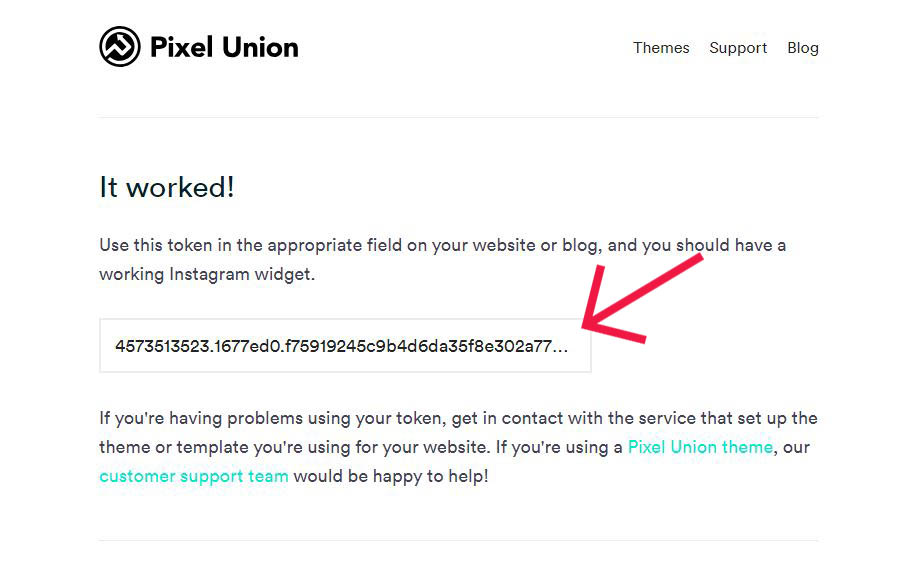 Pixel Union
Themes Support Blog
It worked!
Use this token in the appropriate field on your website or blog, and you should have a
working Instagram widget.
4573513523.1677ed0.f75919245c9b4d6da35f8e302a77...
If you're having problems using your token, get in contact with the service that set up the
theme or template you're using for your website. If you're using a Pixel Union theme, our
customer support team would be happy to help!